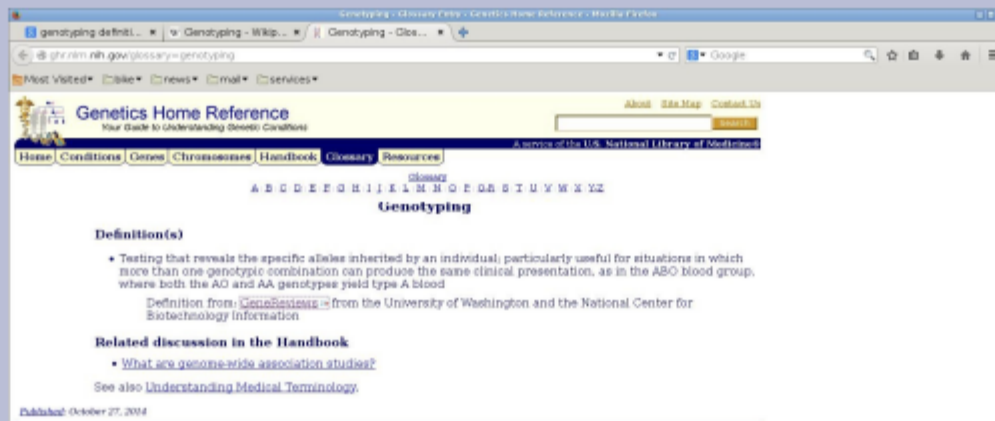 Genotyping - Glossary Entry - Genetics Home Reference - Mozilla Firefox
genotyping definiti... Genotyping - Wikip... Genotyping - Glos...
ghr.nlm.nih.gov/glossary=genotyping Google
Most Visited bike news mail services
Genetics Home Reference
Your Guide to Understanding Genetic Conditions
About Site Map Contact Us
Search
A service of the U.S. National Library of Medicine®
Home Conditions Genes Chromosomes Handbook Glossary Resources
Glossary
A B C D E F G H I J K L M N O P Q-R S T U V W X Y-Z
Genotyping
Definition(s)
• Testing that reveals the specific alleles inherited by an individual; particularly useful for situations in which
more than one genotypic combination can produce the same clinical presentation, as in the ABO blood group,
where both the AO and AA genotypes yield type A blood
Definition from: GeneReviews from the University of Washington and the National Center for
Biotechnology Information
Related discussion in the Handbook
• What are genome-wide association studies?
See also Understanding Medical Terminology.
Published: October 27, 2014